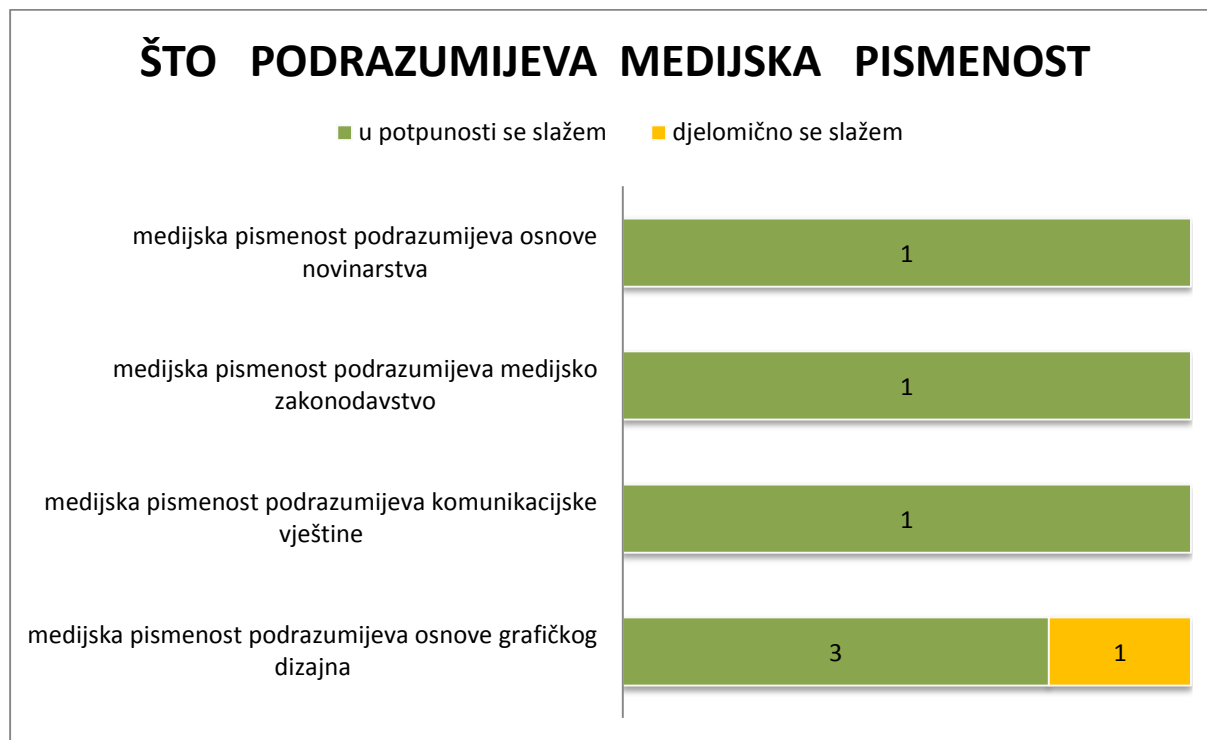 ŠTO PODRAZUMIJEVA MEDIJSKA PISMENOST
u potpunosti se slažem djelomično se slažem
medijska pismenost podrazumijeva osnove
novinarstva
1
medijska pismenost podrazumijeva medijsko
zakonodavstvo
1
medijska pismenost podrazumijeva komunikacijske
vještine
1
medijska pismenost podrazumijeva osnove grafičkog
dizajna
3 1